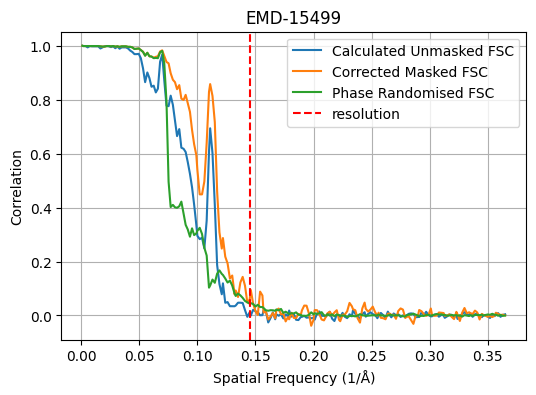 EMD-15499
Calculated Unmasked FSC
Corrected Masked FSC
Phase Randomised FSC
resolution
Correlation
1.0
0.8
0.6
0.4
0.2
0.0
0.00 0.05 0.10 0.15 0.20 0.25 0.30 0.35
Spatial Frequency (1/Å)